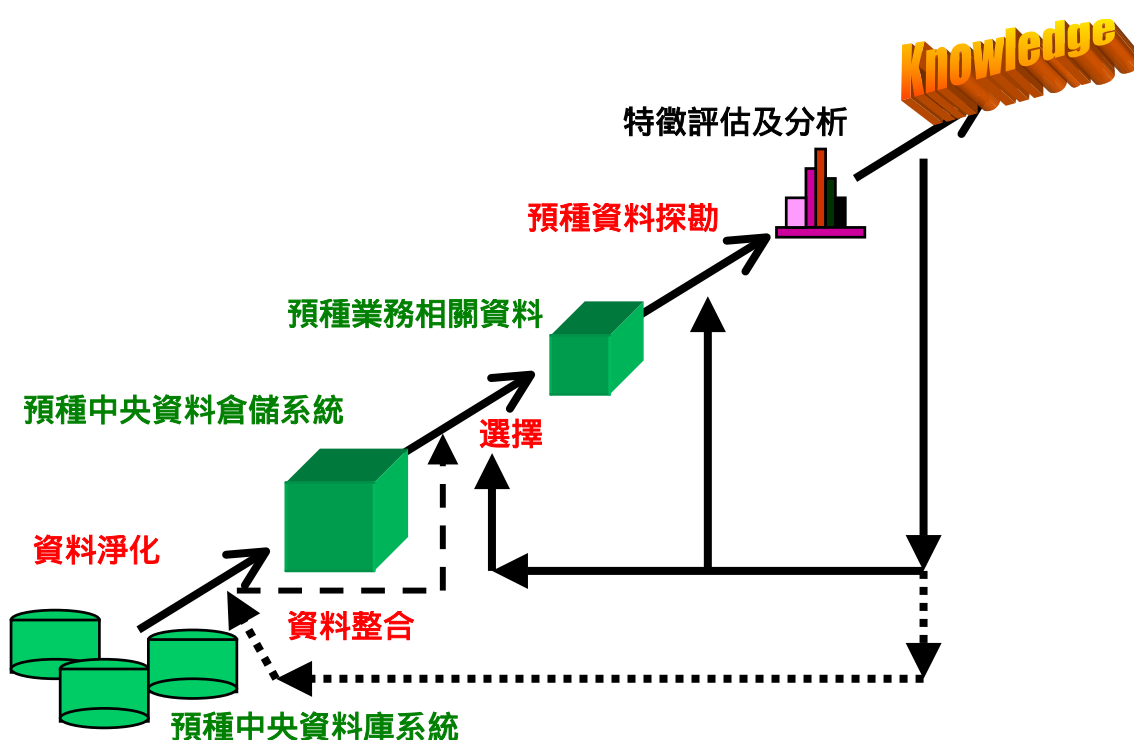 Knowledge
特徵評估及分析
預種資料探勘
預種業務相關資料
預種中央資料倉儲系統
選擇
資料淨化
資料整合
預種中央資料庫系統